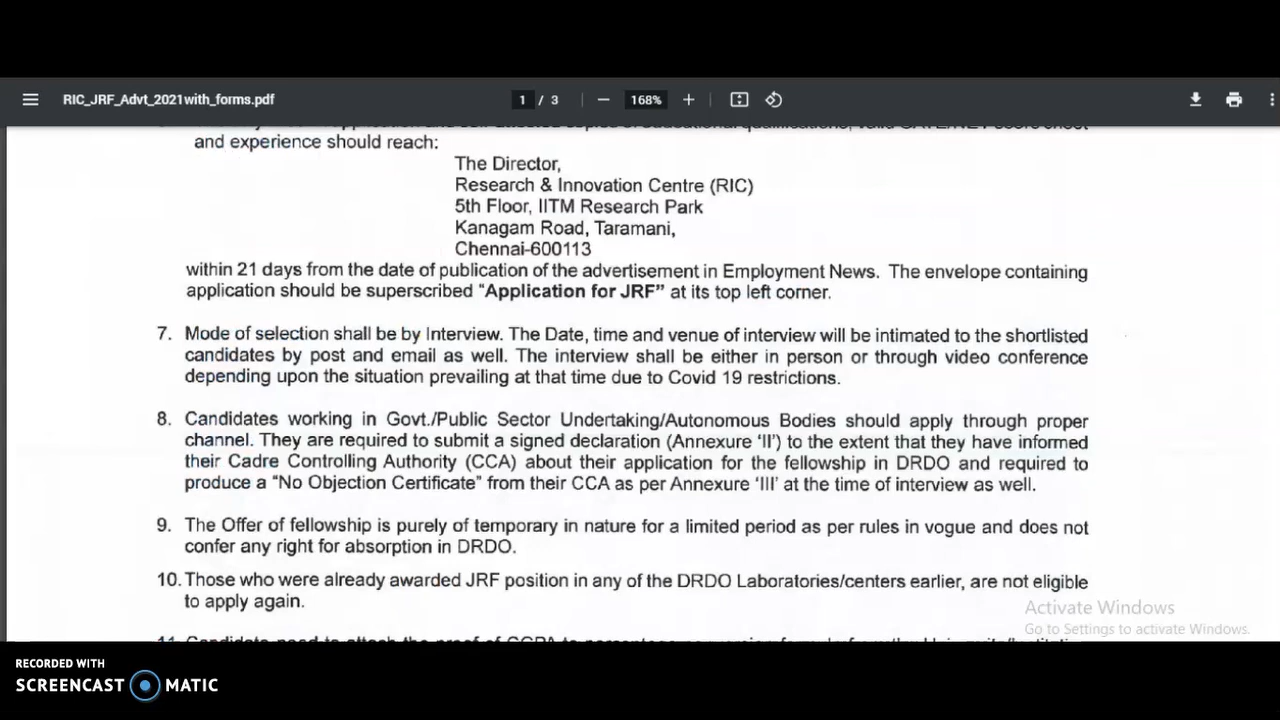 RIC_JRF_Advt_2021with_forms.pdf
1 / 3
168%
and experience should reach:
The Director,
Research & Innovation Centre (RIC)
5th Floor, IITM Research Park
Kanagam Road, Taramani,
Chennai-600113
within 21 days from the date of publication of the advertisement in Employment News. The envelope containing
application should be superscribed "Application for JRF" at its top left corner.
7. Mode of selection shall be by Interview. The Date, time and venue of interview will be intimated to the shortlisted
candidates by post and email as well. The interview shall be either in person or through video conference
depending upon the situation prevailing at that time due to Covid 19 restrictions.
8. Candidates working in Govt./Public Sector Undertaking/Autonomous Bodies should apply through proper
channel. They are required to submit a signed declaration (Annexure 'II') to the extent that they have informed
their Cadre Controlling Authority (CCA) about their application for the fellowship in DRDO and required to
produce a "No Objection Certificate" from their CCA as per Annexure 'III' at the time of interview as well.
9. The Offer of fellowship is purely of temporary in nature for a limited period as per rules in vogue and does not
confer any right for absorption in DRDO.
10. Those who were already awarded JRF position in any of the DRDO Laboratories/centers earlier, are not eligible
to apply again.
Activate Windows
Go to Settings to activate Windows.
RECORDED WITH
SCREENCAST MATIC